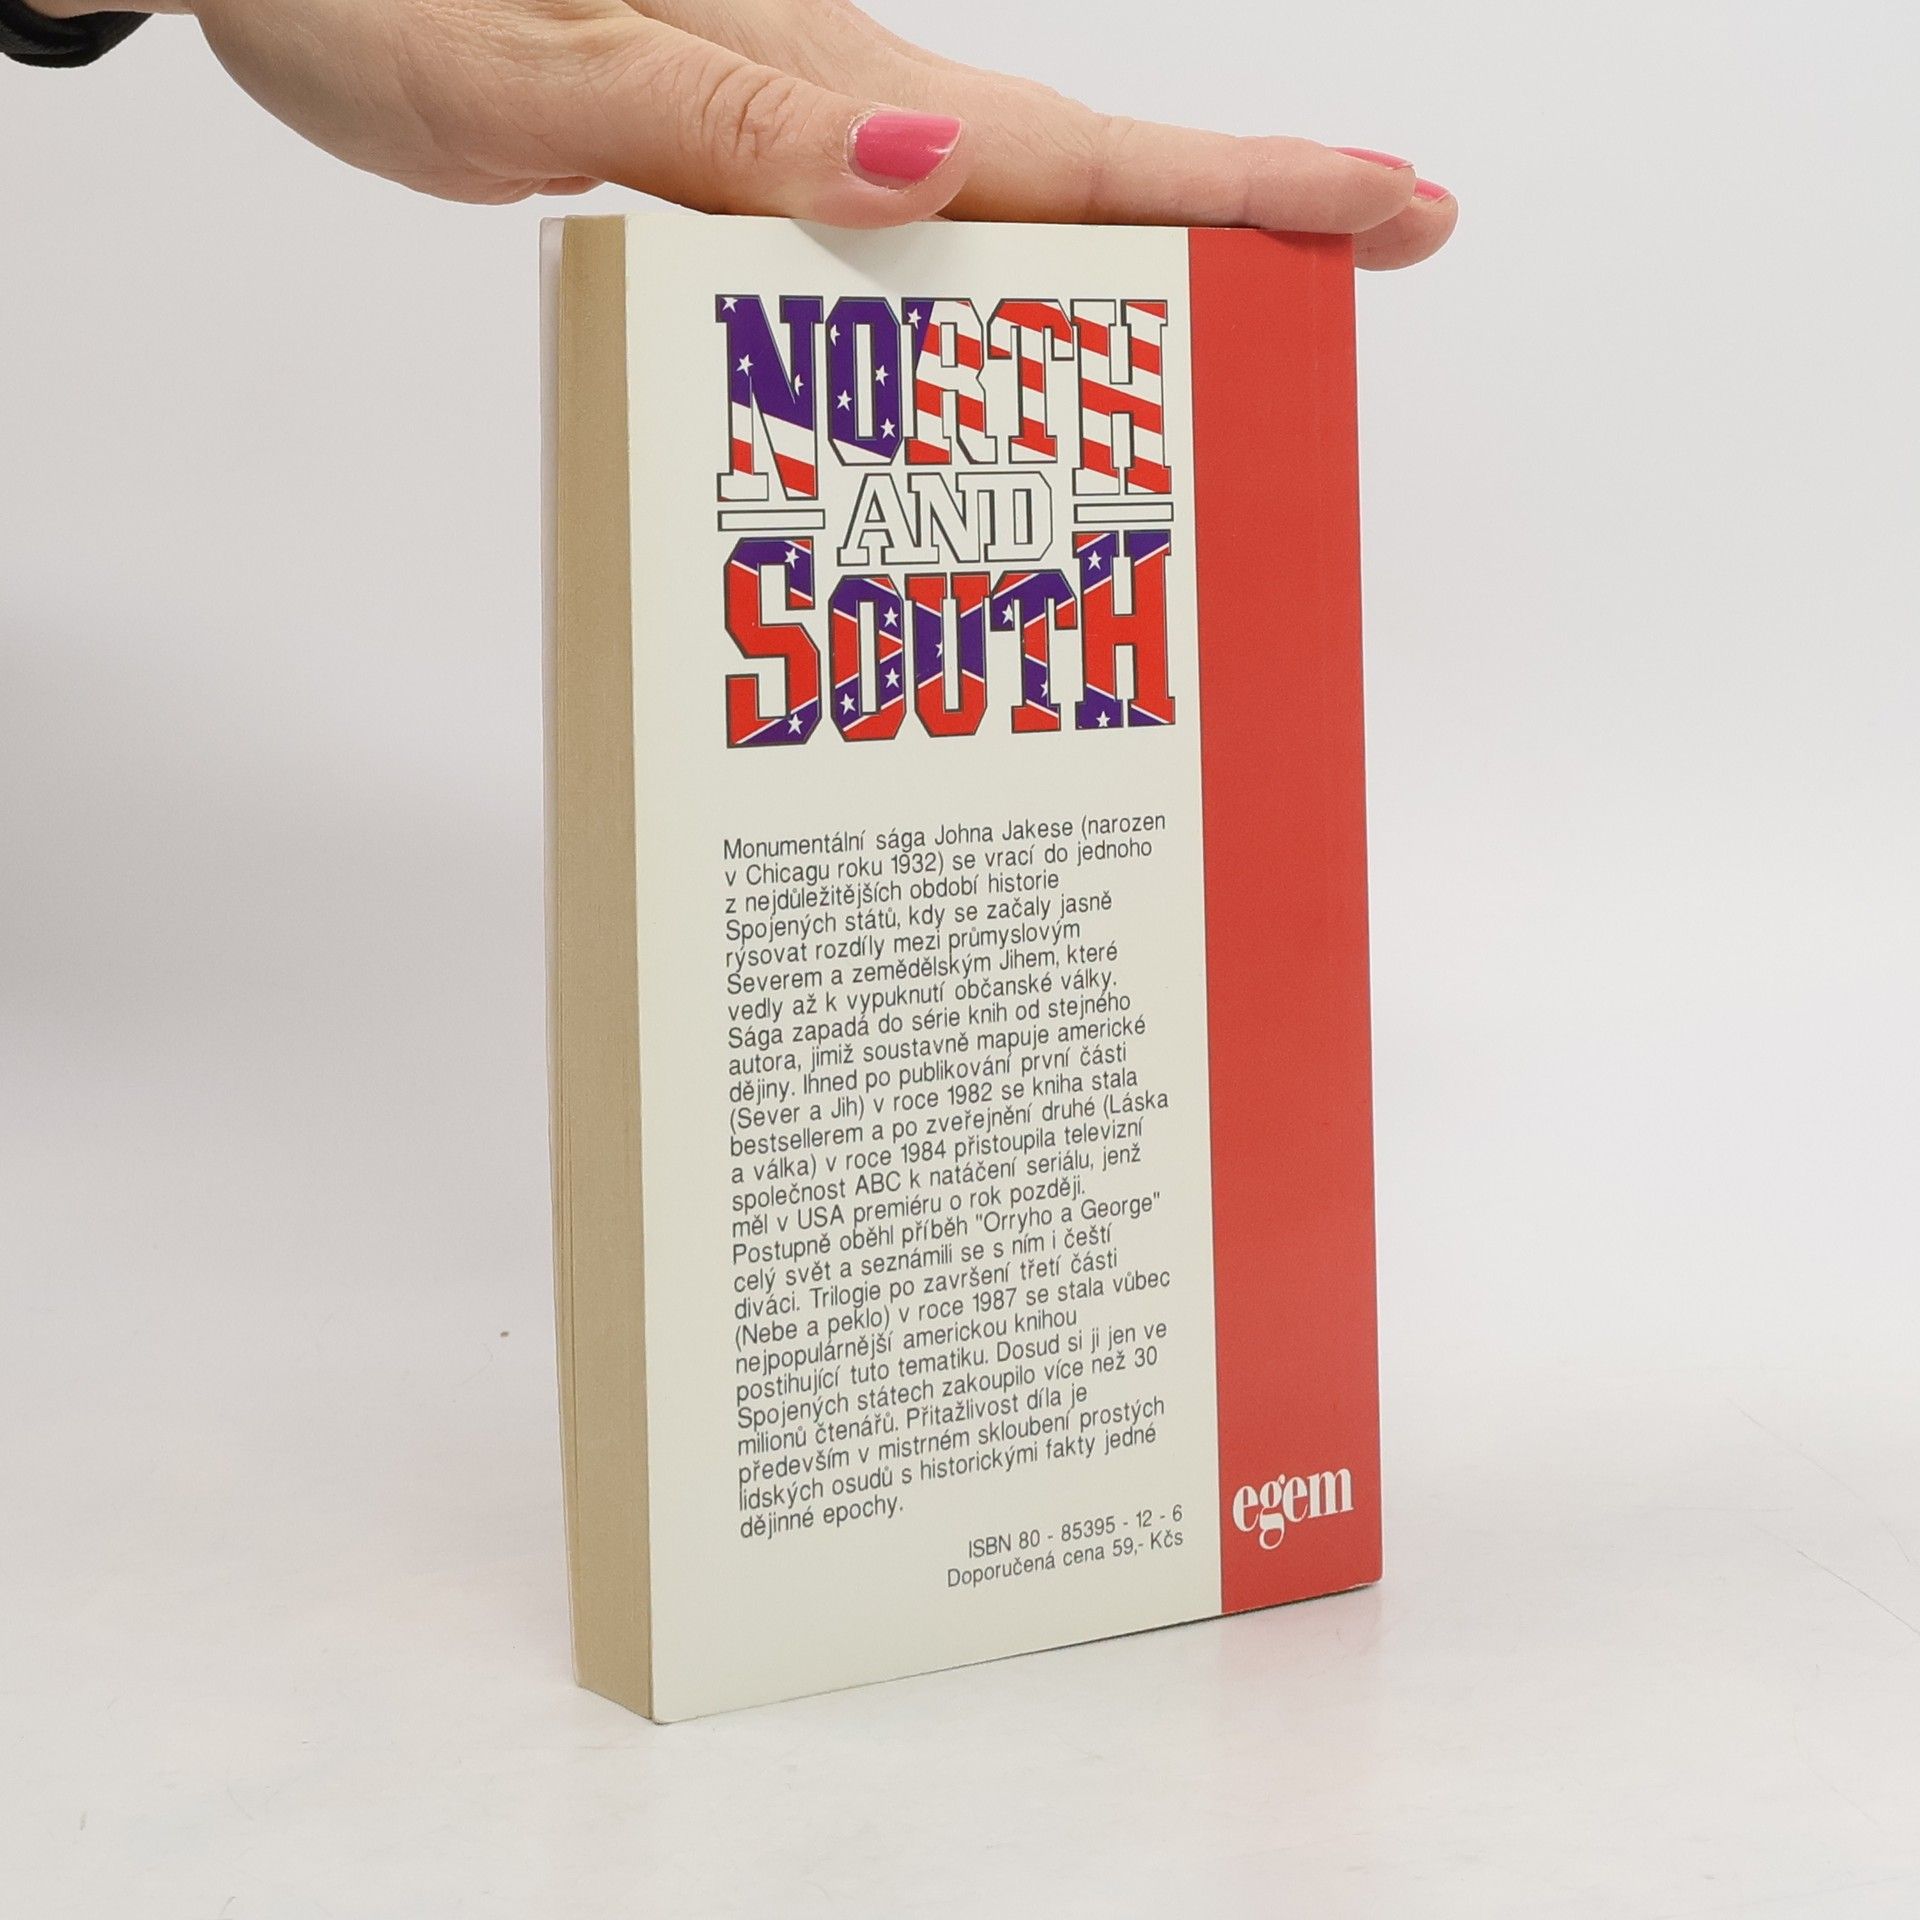 NORTH
AND
SOUTH
Monumentální sága Johna Jakese (narozen
v Chicagu roku 1932) se vrací do jednoho
z nejdůležitějších období historie
Spojených států, kdy se začaly jasně
rýsovat rozdíly mezi průmyslovým
Severem a zemědělským Jihem, které
vedly až k vypuknutí občanské války.
Sága zapadá do série knih od stejného
autora, jimiž soustavně mapuje americké
dějiny. Ihned po publikování první části
(Sever a Jih) v roce 1982 se kniha stala
bestsellerem a po zveřejnění druhé (Láska
a válka) v roce 1984 přistoupila televizní
společnost ABC k natáčení seriálu, jenž
měl v USA premiéru o rok později.
Postupně oběhl příběh "Orryho a George"
celý svět a seznámili se s ním i čeští
diváci. Trilogie po završení třetí části
(Nebe a peklo) v roce 1987 se stala vůbec
nejpopulárnější americkou knihou
postihující tuto tematiku. Dosud si ji jen ve
Spojených státech zakoupilo více než 30
milionů čtenářů. Přitažlivost díla je
především v mistrném skloubení prostých
lidských osudů s historickými fakty jedné
dějinné epochy.
ISBN 80 - 85395 - 12 - 6
Doporučená cena 59,- Kčs
egem